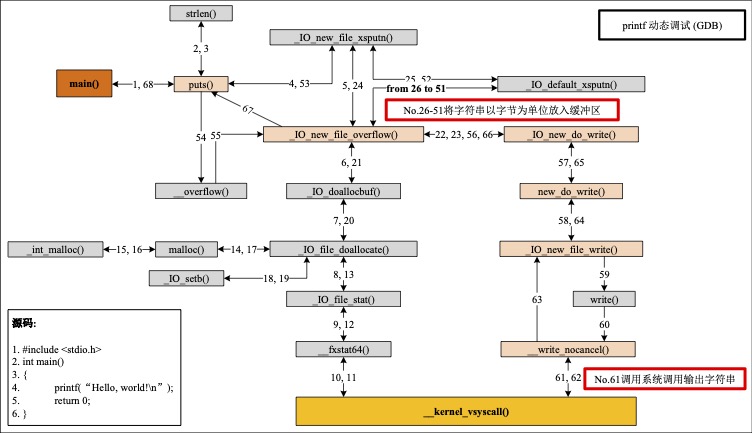 strlen()
printf 动态调试 (GDB)
_IO_new_file_xsputn()
2, 3
main()
1, 68
puts()
4, 53
5, 24
25, 52
_IO_default_xsputn()
from 26 to 51
67
No.26-51将字符串以字节为单位放入缓冲区
54
55
_IO_new_file_overflow()
22, 23, 56, 66
_IO_new_do_write()
6, 21
57, 65
__overflow()
_IO_doallocbuf()
new_do_write()
7, 20
58, 64
_int_malloc()
15, 16
malloc()
14, 17
_IO_file_doallocate()
_IO_new_file_write()
_IO_setb()
18, 19
8, 13
59
_IO_file_stat()
63
write()
源码:
9, 12
60
1. #include <stdio.h>
__fxstat64()
__write_nocancel()
2. int main()
3. {
10, 11
61, 62
No.61调用系统调用输出字符串
4. printf(“Hello, world!\n”);
5. return 0;
6. }
__kernel_vsyscall()